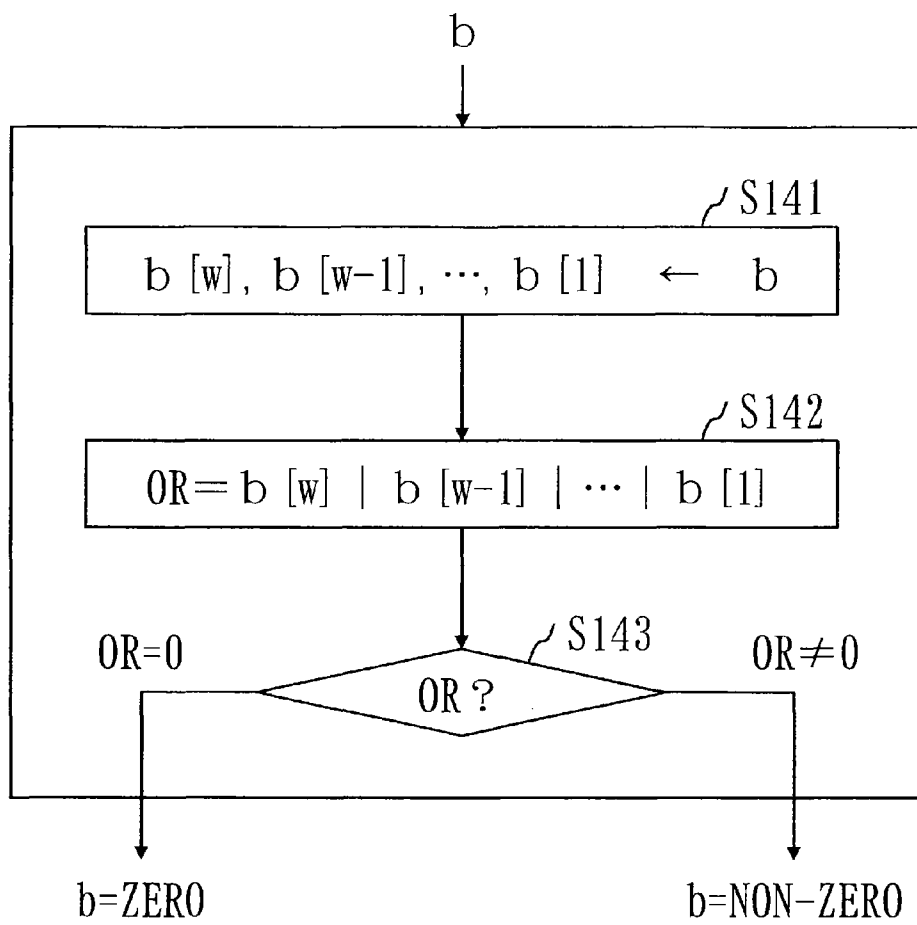 b
S141
b [w], b [w-1], ⋯, b [1] ← b
S142
OR=b [w] | b [w-1] | ⋯ | b [1]
S143
OR=0
OR?
OR≠0
b=ZERO
b=NON-ZERO